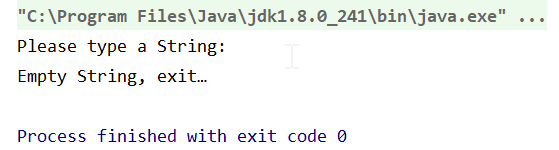 "C:\Program Files\Java\jdk1.8.0_241\bin\java.exe" ...
Please type a String:
Empty String, exit…
Process finished with exit code 0